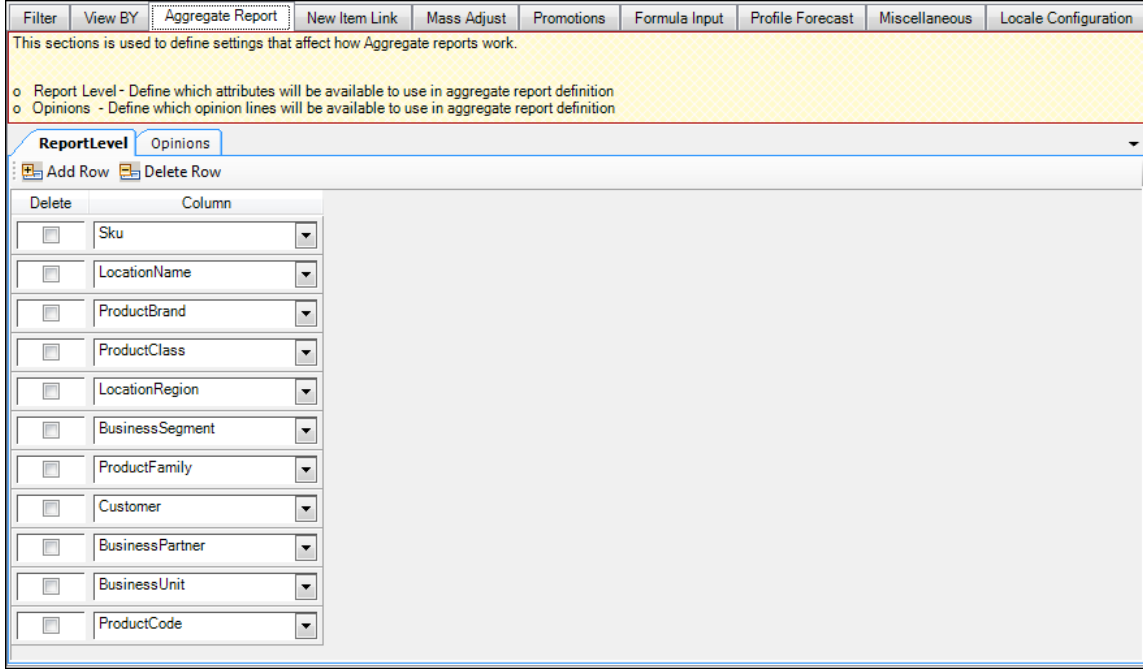 Filter View BY Aggregate Report New Item Link Mass Adjust Promotions Formula Input Profile Forecast Miscellaneous Locale Configuration
This sections is used to define settings that affect how Aggregate reports work.
o Report Level - Define which attributes will be available to use in aggregate report definition
o Opinions - Define which opinion lines will be available to use in aggregate report definition
ReportLevel Opinions
Add Row Delete Row
Delete Column
Sku
LocationName
ProductBrand
ProductClass
LocationRegion
BusinessSegment
ProductFamily
Customer
BusinessPartner
BusinessUnit
ProductCode